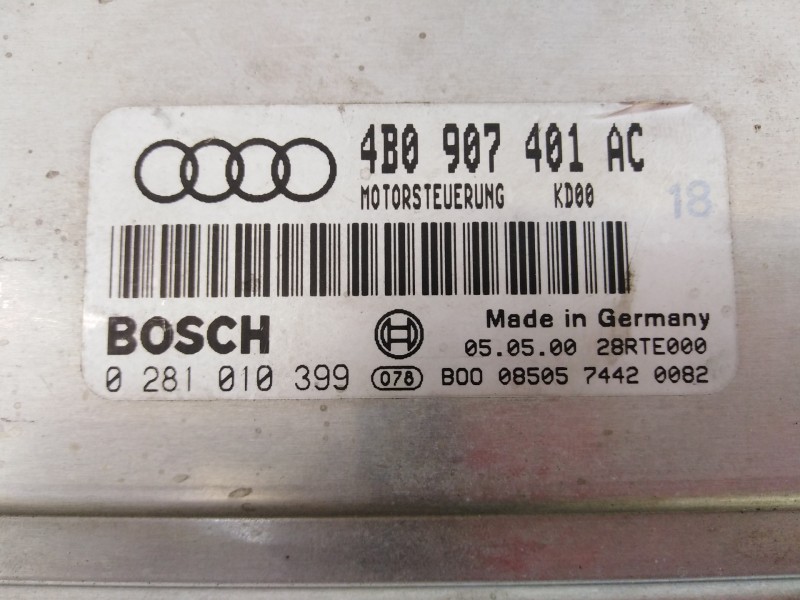 4B0 907 401 AC
MOTORSTEUERUNG KD00
18
BOSCH
Made in Germany
05.05.00 28RTE000
0 281 010 399 078 B00 08505 7442 0082